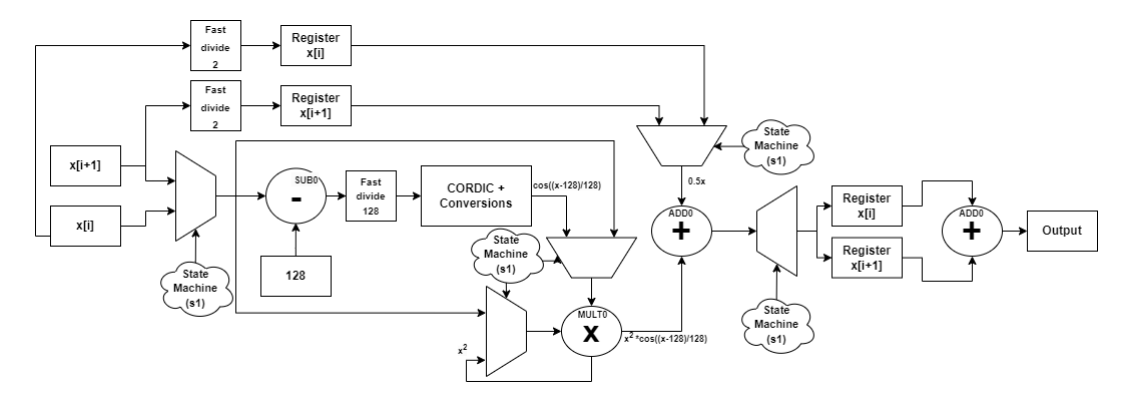 Fast
divide
2
Register
x[i]
Fast
divide
2
Register
x[i+1]
State
Machine
(s1)
x[i+1]
0.5x
SUB0
-
Fast
divide
128
CORDIC +
Conversions
cos((x-128)/128)
x[i]
ADD0
+
Register
x[i]
ADD0
+
Output
Register
x[i+1]
128
State
Machine
(s1)
State
Machine
(s1)
State
Machine
(s1)
MULT0
x
x² *cos((x-128)/128)
x²